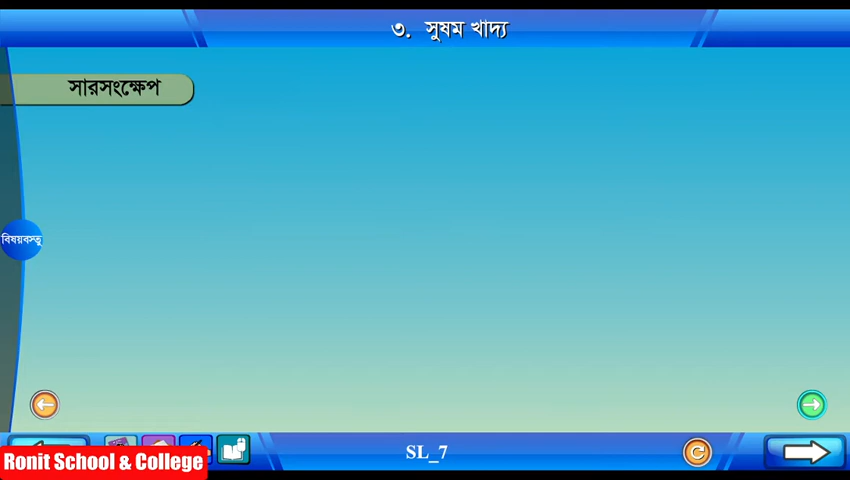 ৩. সুষম খাদ্য
সারসংক্ষেপ
বিষয়বস্তু
SL_7
Ronit School & College